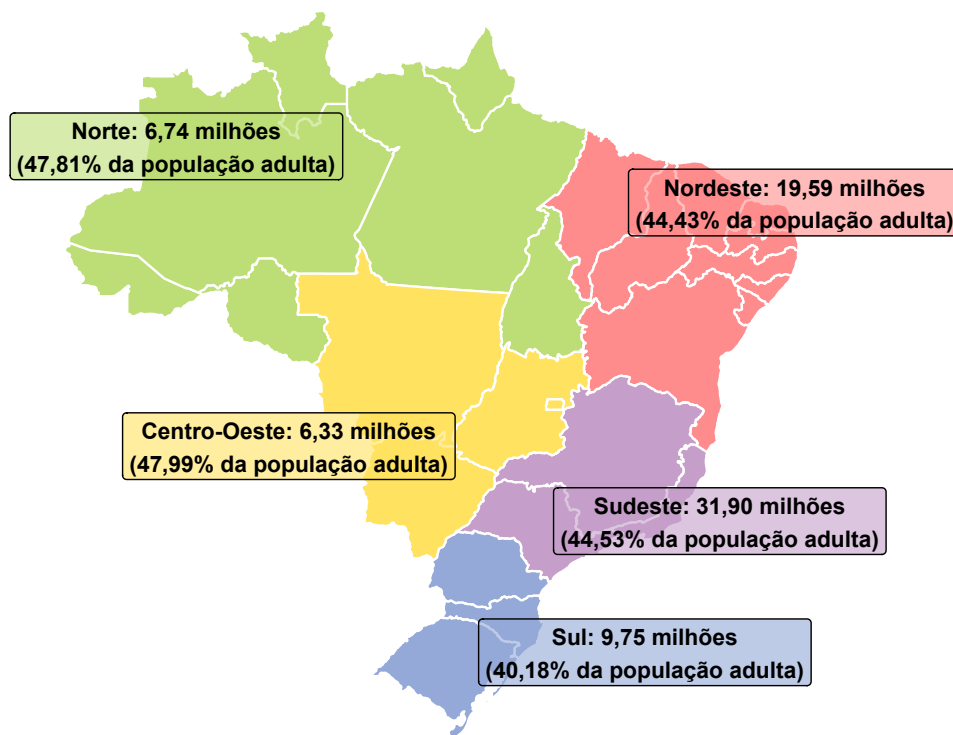 Norte: 6,74 milhões
(47,81% da população adulta)
Nordeste: 19,59 milhões
(44,43% da população adulta)
Centro-Oeste: 6,33 milhões
(47,99% da população adulta)
Sudeste: 31,90 milhões
(44,53% da população adulta)
Sul: 9,75 milhões
(40,18% da população adulta)